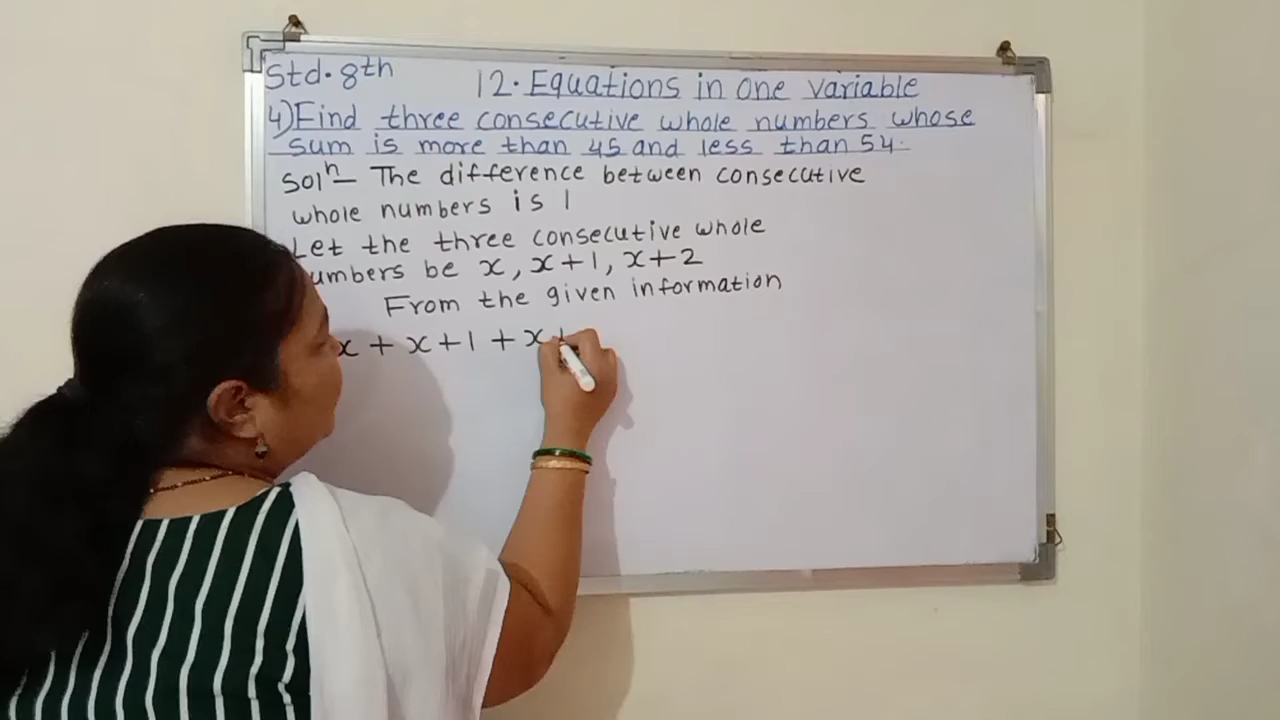 Std. 8th
12. Equations in one variable
4) Find three consecutive whole numbers whose
sum is more than 45 and less than 54.
Solⁿ- The difference between consecutive
whole numbers is 1
Let the three consecutive whole
umbers be x, x+1, x+2
From the given information
x + x+1 + x+